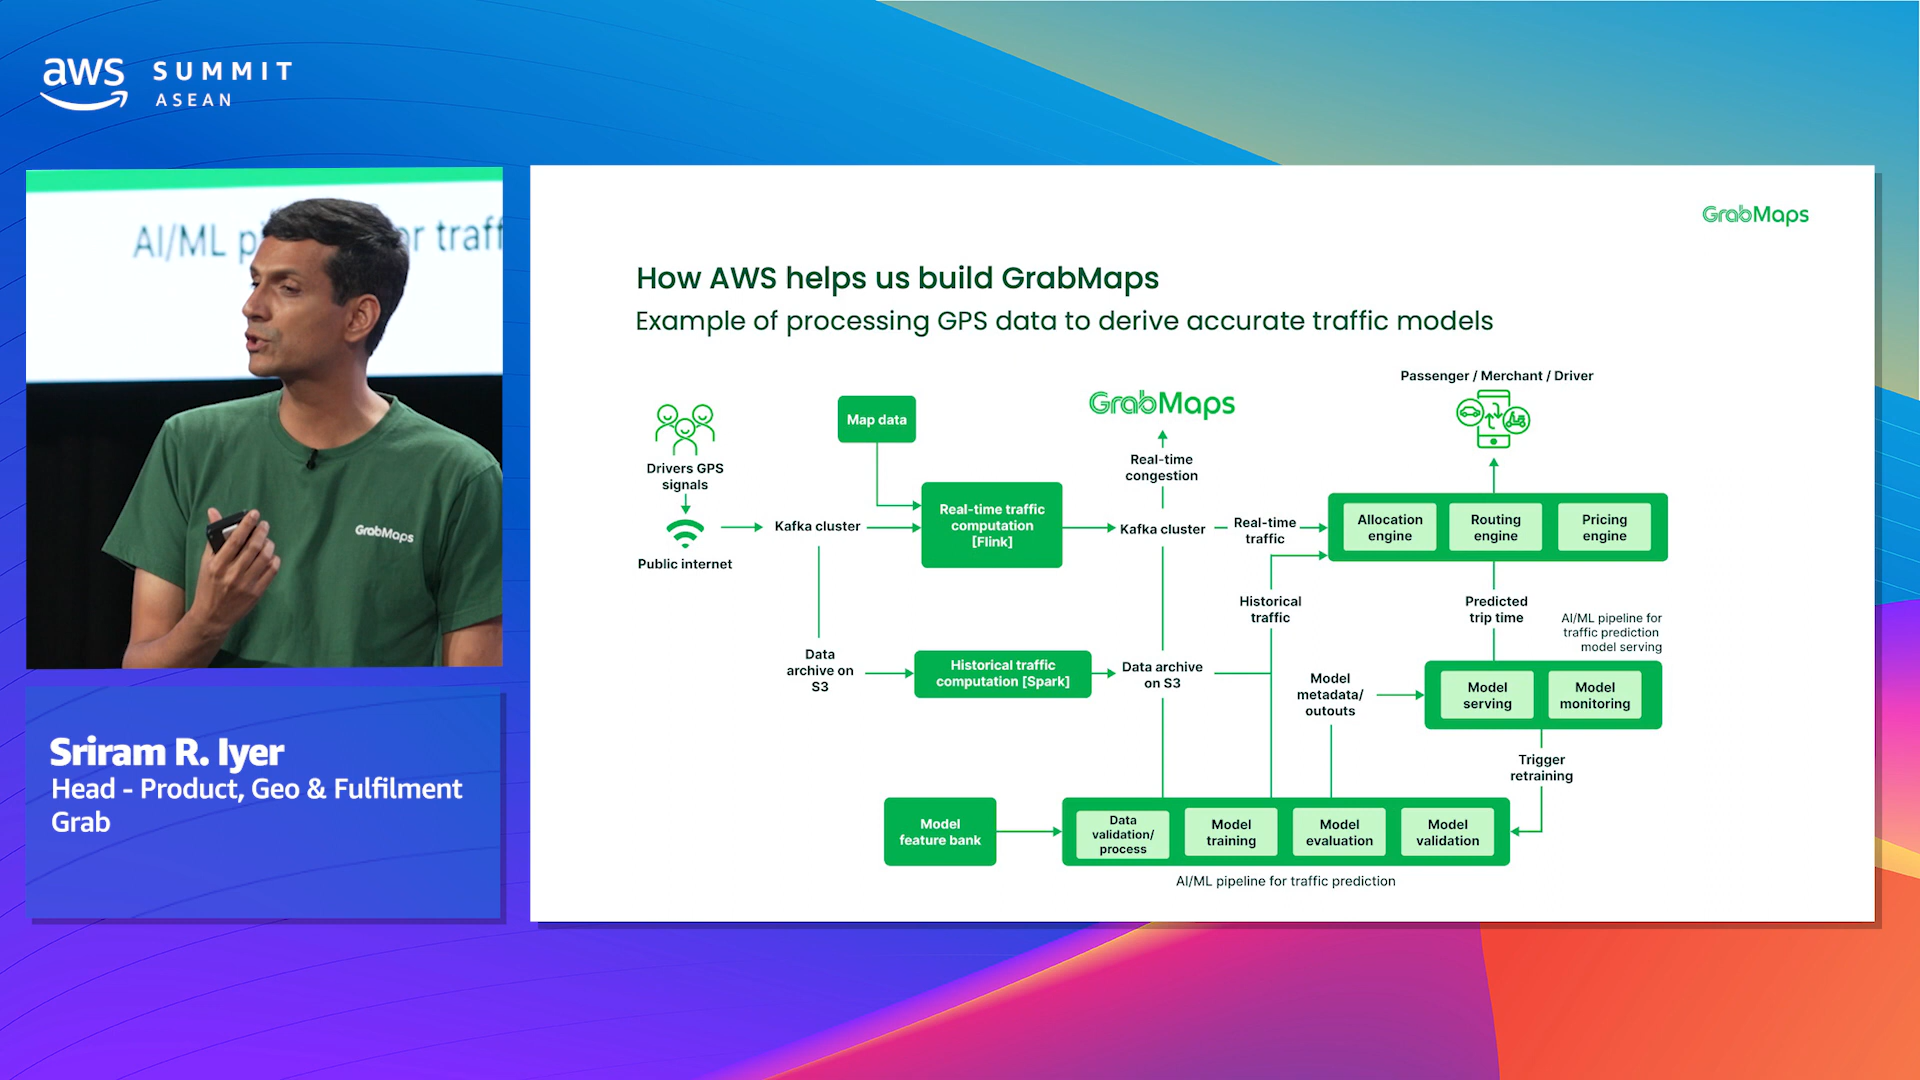 aws SUMMIT
ASEAN
AI/ML p
r traff
GrabMaps
Sriram R. Iyer
Head - Product, Geo & Fulfilment
Grab
GrabMaps
How AWS helps us build GrabMaps
Example of processing GPS data to derive accurate traffic models
Drivers GPS
signals
Public internet
Map data
Kafka cluster
Real-time traffic
computation
[Flink]
GrabMaps
Real-time
congestion
Kafka cluster
Real-time
traffic
Passenger / Merchant / Driver
Allocation
engine
Routing
engine
Pricing
engine
Historical
traffic
Predicted
trip time
AI/ML pipeline for
traffic prediction
model serving
Data
archive on
S3
Historical traffic
computation [Spark]
Data archive
on S3
Model
metadata/
outouts
Model
serving
Model
monitoring
Trigger
retraining
Model
feature bank
Data
validation/
process
Model
training
Model
evaluation
Model
validation
AI/ML pipeline for traffic prediction